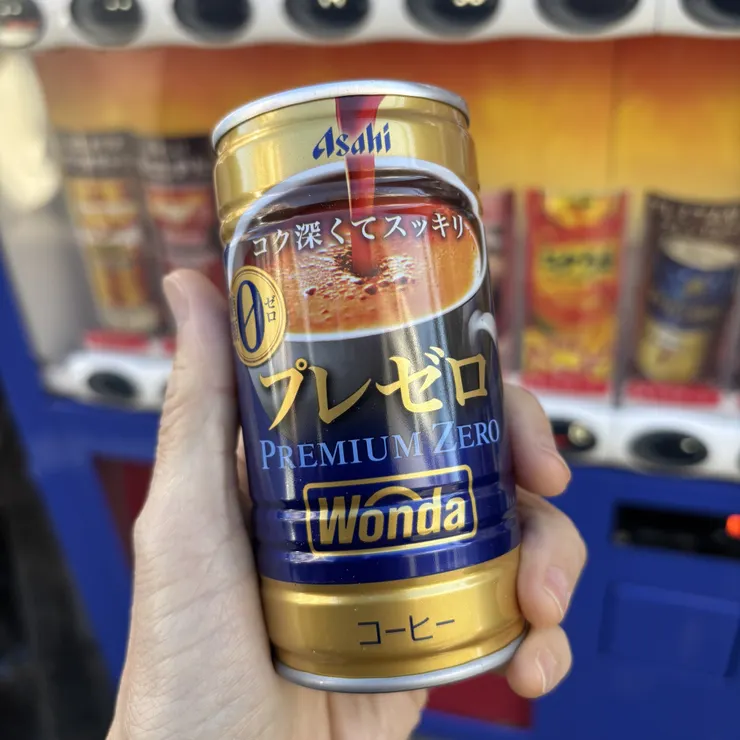 Asahi
コク深くてスッキリ
0
ゼロ
プレゼロ
PREMIUM ZERO
Wonda
コーヒー